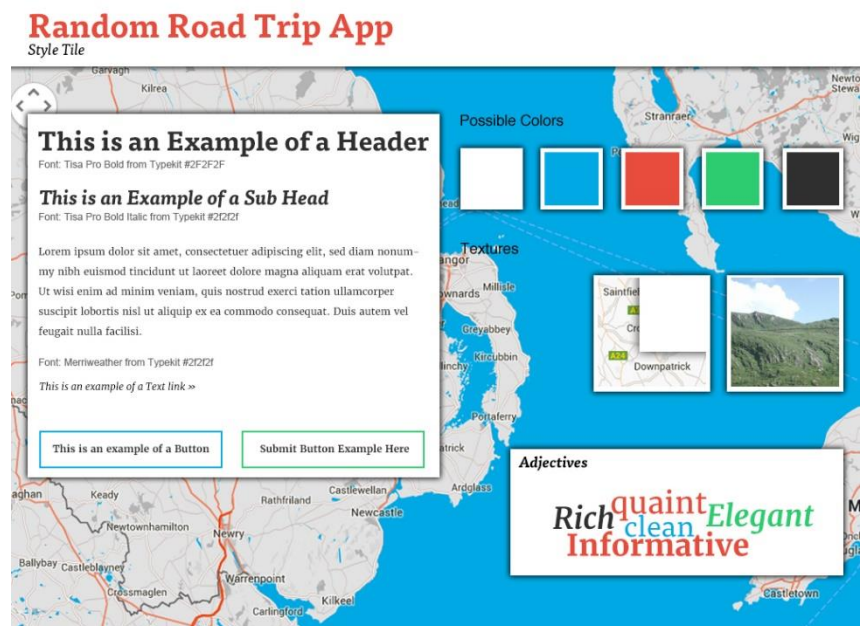 Random Road Trip App
Style Tile
Garvagh
Kilrea
Stranraer
This is an Example of a Header
Font: Tisa Pro Bold from Typekit #2F2F2F
This is an Example of a Sub Head
Font: Tisa Pro Bold Italic from Typekit #2f2f2f
Lorem ipsum dolor sit amet, consectetuer adipiscing elit, sed diam nonum-
my nibh euismod tincidunt ut laoreet dolore magna aliquam erat volutpat.
Ut wisi enim ad minim veniam, quis nostrud exerci tation ullamcorper
suscipit lobortis nisl ut aliquip ex ea commodo consequat. Duis autem vel
feugait nulla facilisi.
Font: Merriweather from Typekit #2f2f2f
This is an example of a Text link »
This is an example of a Button
Submit Button Example Here
Possible Colors
Textures
Millisle
Greyabbey
Kircubbin
Portaferry
Ardglass
A24
Downpatrick
Adjectives
Rich quaint Elegant
clean
Informative
Keady
Newtownhamilton
Rathfriland
Castlewellan
Newcastle
Newry
Ballybay
Castleblayney
Crossmaglen
Warrenpoint
Kilkeel
Carlingford
Castletown